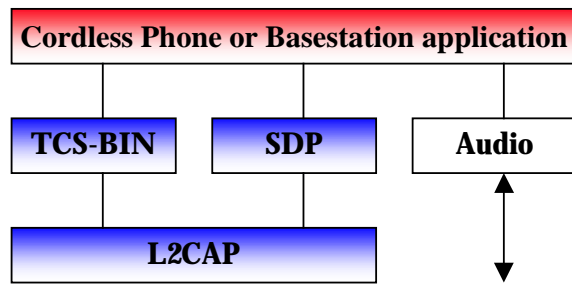 Cordless Phone or Basestation application
TCS-BIN
SDP
Audio
L2CAP